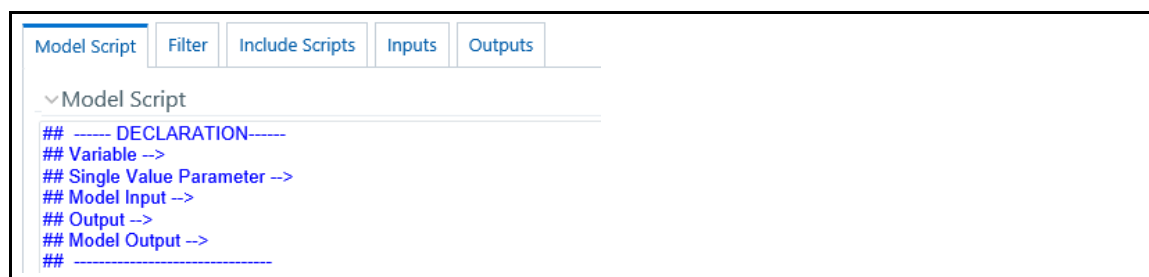 Model Script Filter Include Scripts Inputs Outputs
Model Script
## ------ DECLARATION------
## Variable -->
## Single Value Parameter -->
## Model Input -->
## Output -->
## Model Output -->
## --------------------------------